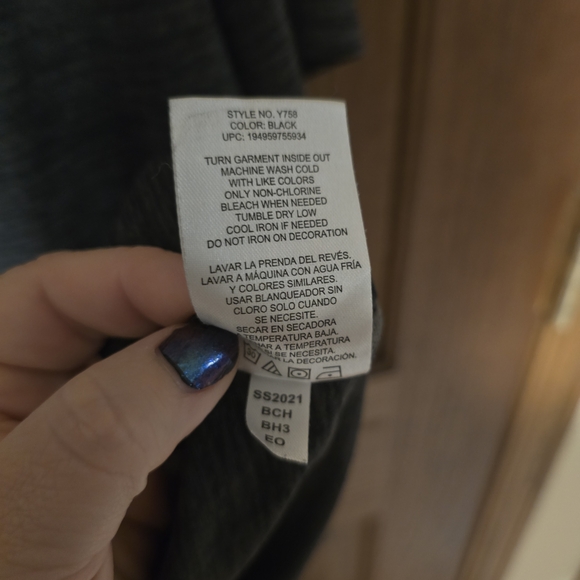 STYLE NO. Y758
COLOR: BLACK
UPC: 194959755934
TURN GARMENT INSIDE OUT
MACHINE WASH COLD
WITH LIKE COLORS
ONLY NON-CHLORINE
BLEACH WHEN NEEDED
TUMBLE DRY LOW
COOL IRON IF NEEDED
DO NOT IRON ON DECORATION
LAVAR LA PRENDA DEL REVÉS.
LAVAR A MÁQUINA CON AGUA FRÍA
Y COLORES SIMILARES.
USAR BLANQUEADOR SIN
CLORO SOLO CUANDO
SE NECESITE.
SECAR EN SECADORA
TEMPERATURA BAJA.
A TEMPERATURA
SI SE NECESITA.
LA DECORACIÓN.
SS2021
BCH
BH3
EO